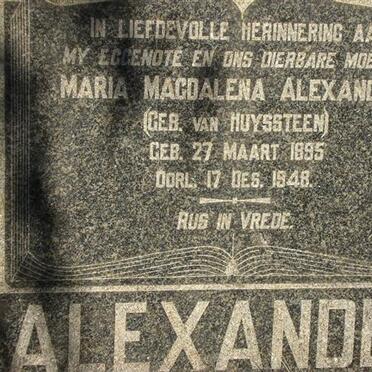 IN LIEFDEVOLLE HERINNERING AA
MY EGGENOTE EN ONS DIERBARE MOE
MARIA MAGDALENA ALEXAND
(GEB. VAN HUYSSTEEN)
GEB. 27 MAART 1895
OORL. 17 DES. 1948.
RUS IN VREDE.
ALEXANDE